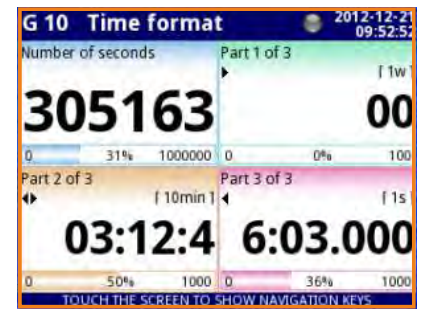 G 10 Time format
2012-12-21
09:52:52
Number of seconds
305163
0 31% 1000000
Part 1 of 3
[ 1w ]
00
0 0% 100
Part 2 of 3
[ 10min ]
03:12:4
0 50% 1000
Part 3 of 3
[ 1s ]
6:03.000
0 36% 1000
TOUCH THE SCREEN TO SHOW NAVIGATION KEYS